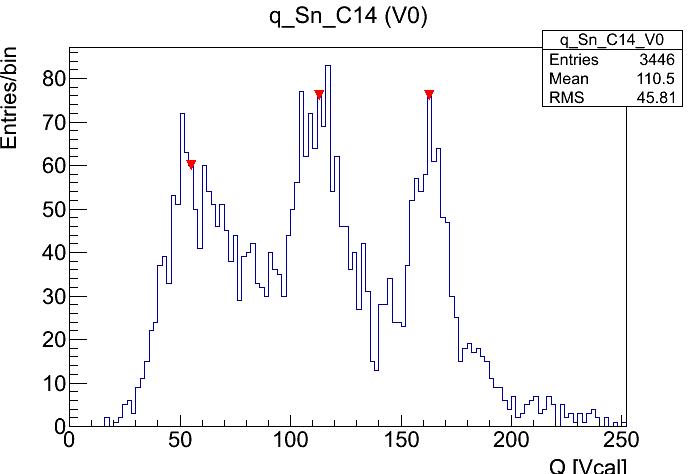 q_Sn_C14 (V0)
q_Sn_C14_V0
Entries 3446
Mean 110.5
RMS 45.81
Entries/bin
80
70
60
50
40
30
20
10
0
0 50 100 150 200 250
Q [Vcal]